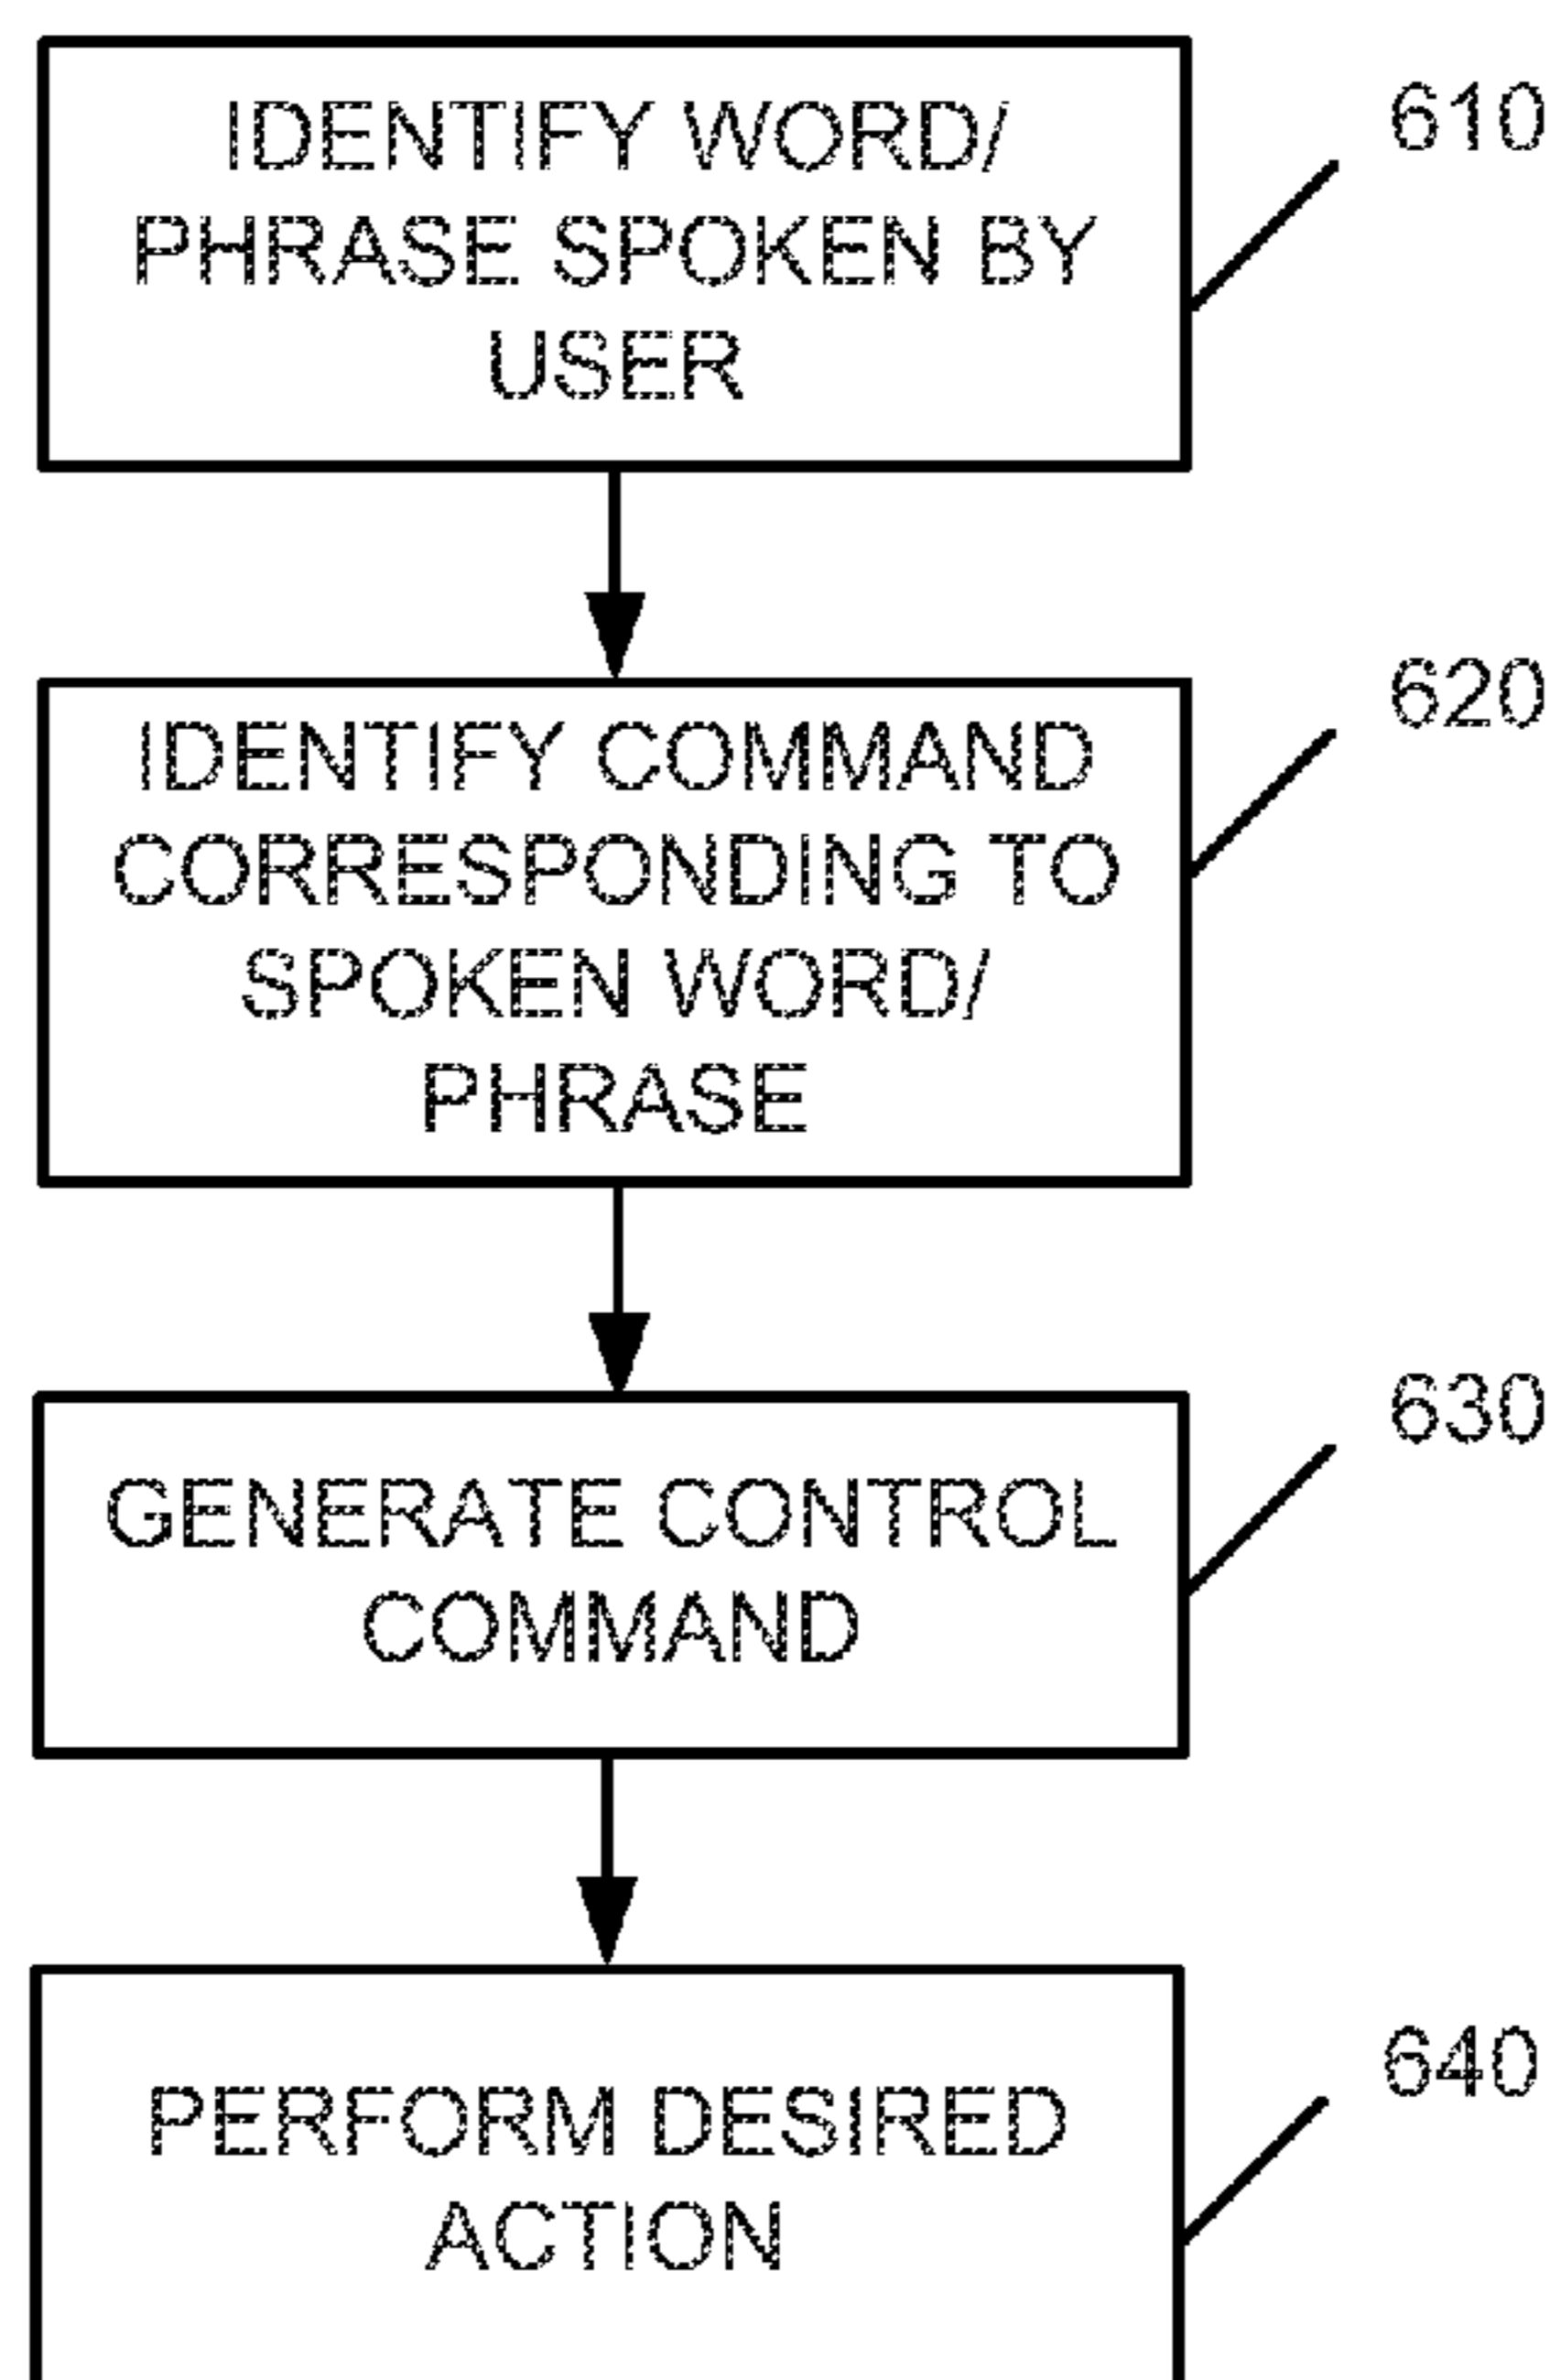 IDENTIFY WORD/
PHRASE SPOKEN BY
USER
610
IDENTIFY COMMAND
CORRESPONDING TO
SPOKEN WORD/
PHRASE
620
GENERATE CONTROL
COMMAND
630
PERFORM DESIRED
ACTION
640